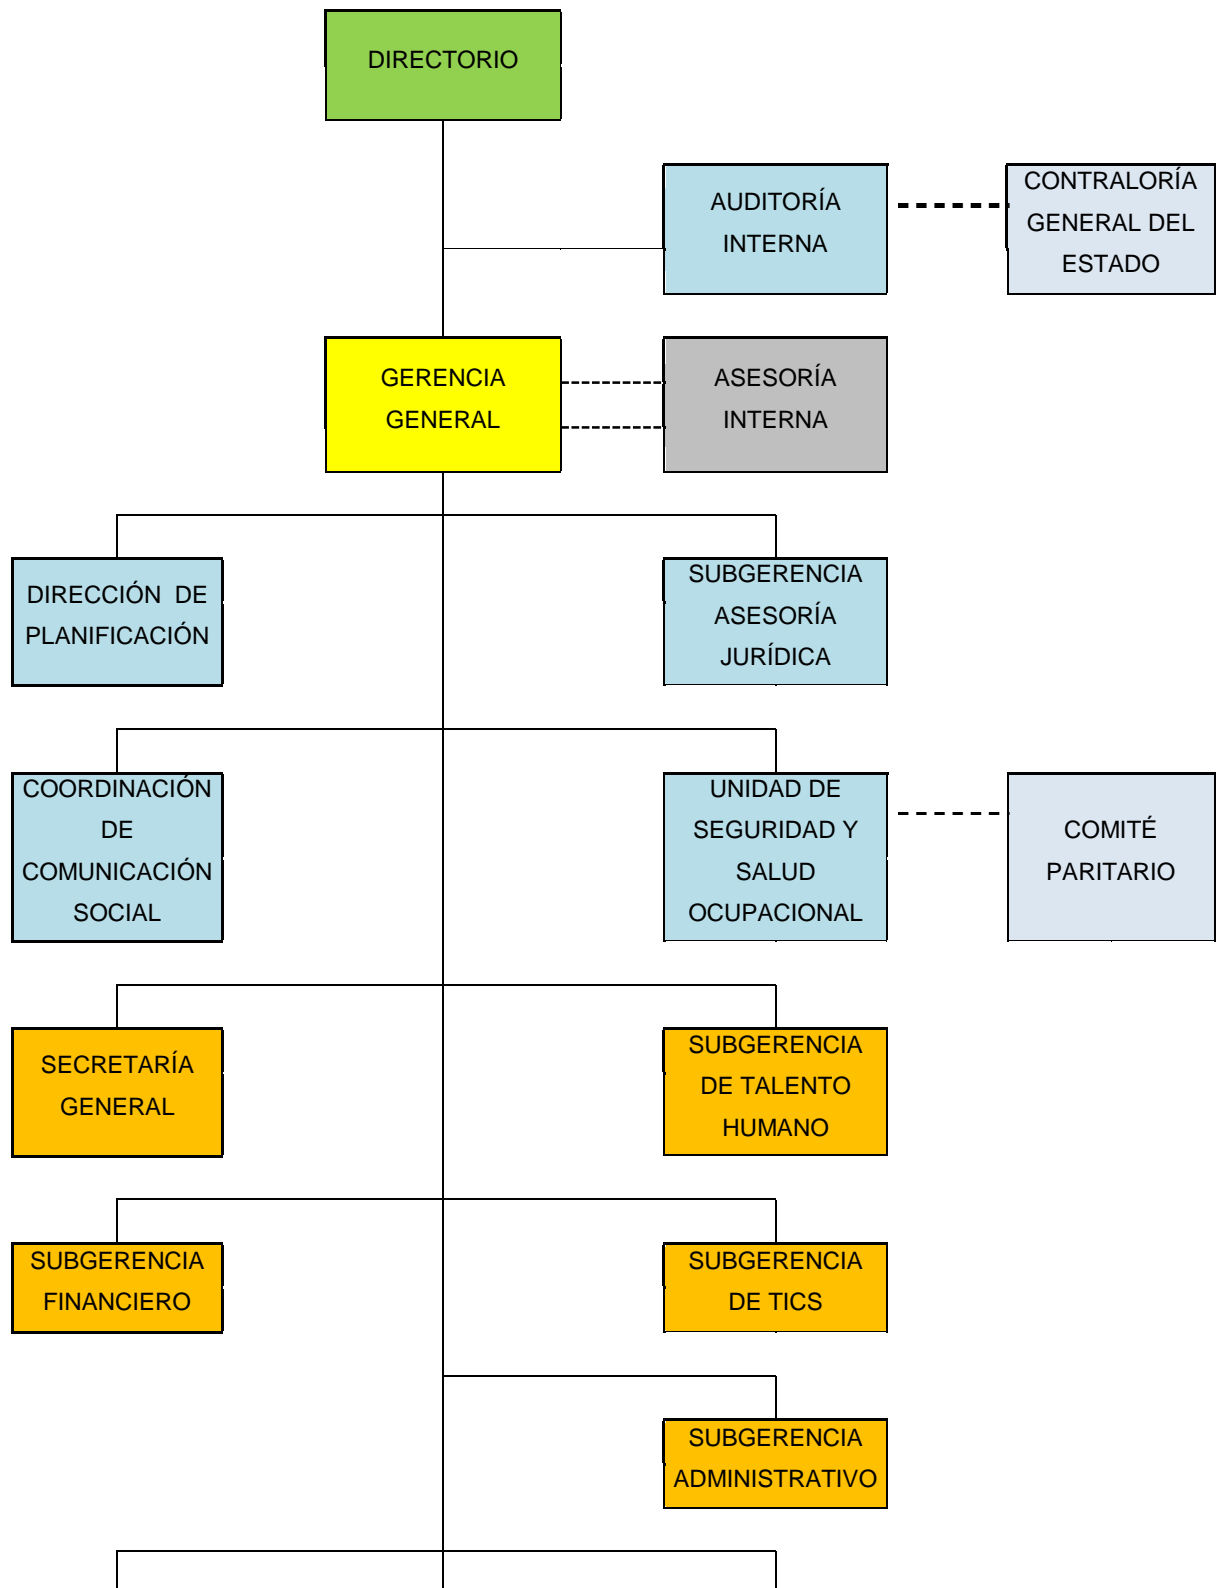 DIRECTORIO
AUDITORÍA
INTERNA
CONTRALORÍA
GENERAL DEL
ESTADO
GERENCIA
GENERAL
ASESORÍA
INTERNA
DIRECCIÓN DE
PLANIFICACIÓN
SUBGERENCIA
ASESORÍA
JURÍDICA
COORDINACIÓN
DE
COMUNICACIÓN
SOCIAL
UNIDAD DE
SEGURIDAD Y
SALUD
OCUPACIONAL
COMITÉ
PARITARIO
SECRETARÍA
GENERAL
SUBGERENCIA
DE TALENTO
HUMANO
SUBGERENCIA
FINANCIERO
SUBGERENCIA
DE TICS
SUBGERENCIA
ADMINISTRATIVO